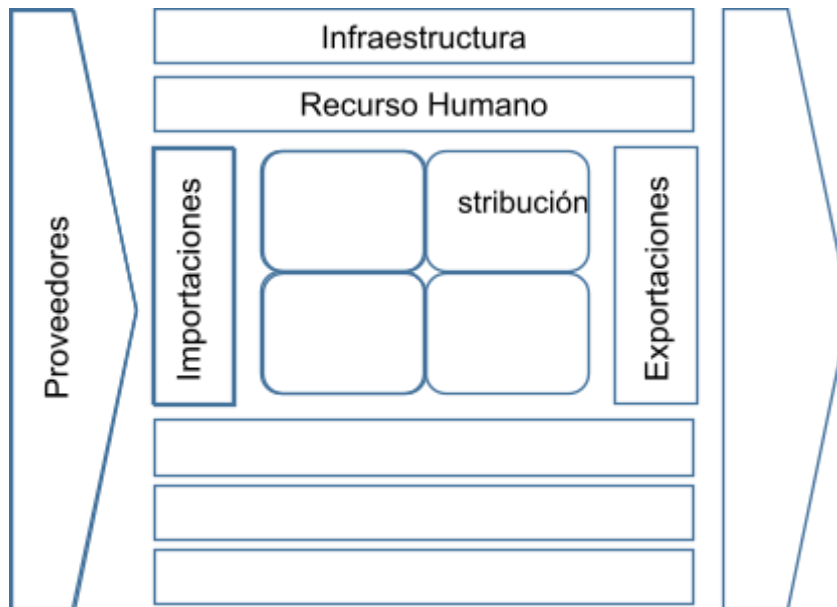 Infraestructura
Recurso Humano
Proveedores
Importaciones
stribución
Exportaciones